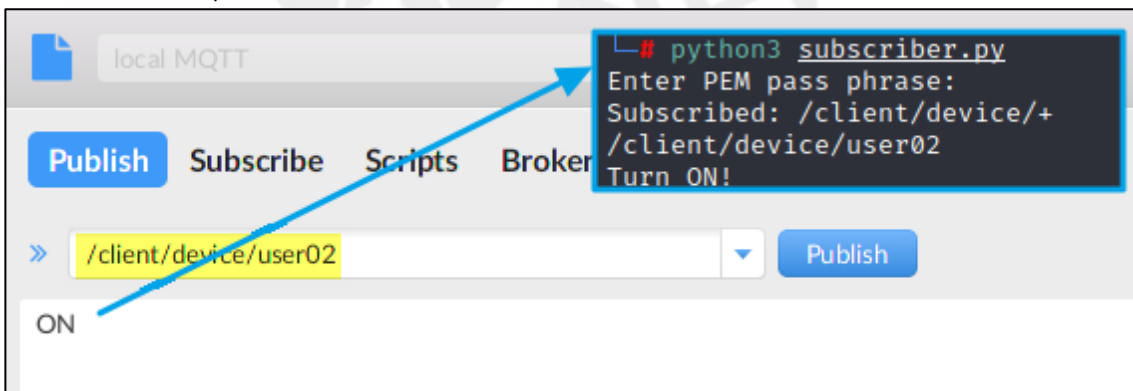 local MQTT
└─# python3 subscriber.py
Enter PEM pass phrase:
Subscribed: /client/device/+
/client/device/user02
Turn ON!
Publish Subscribe Scripts Broker
» /client/device/user02 Publish
ON